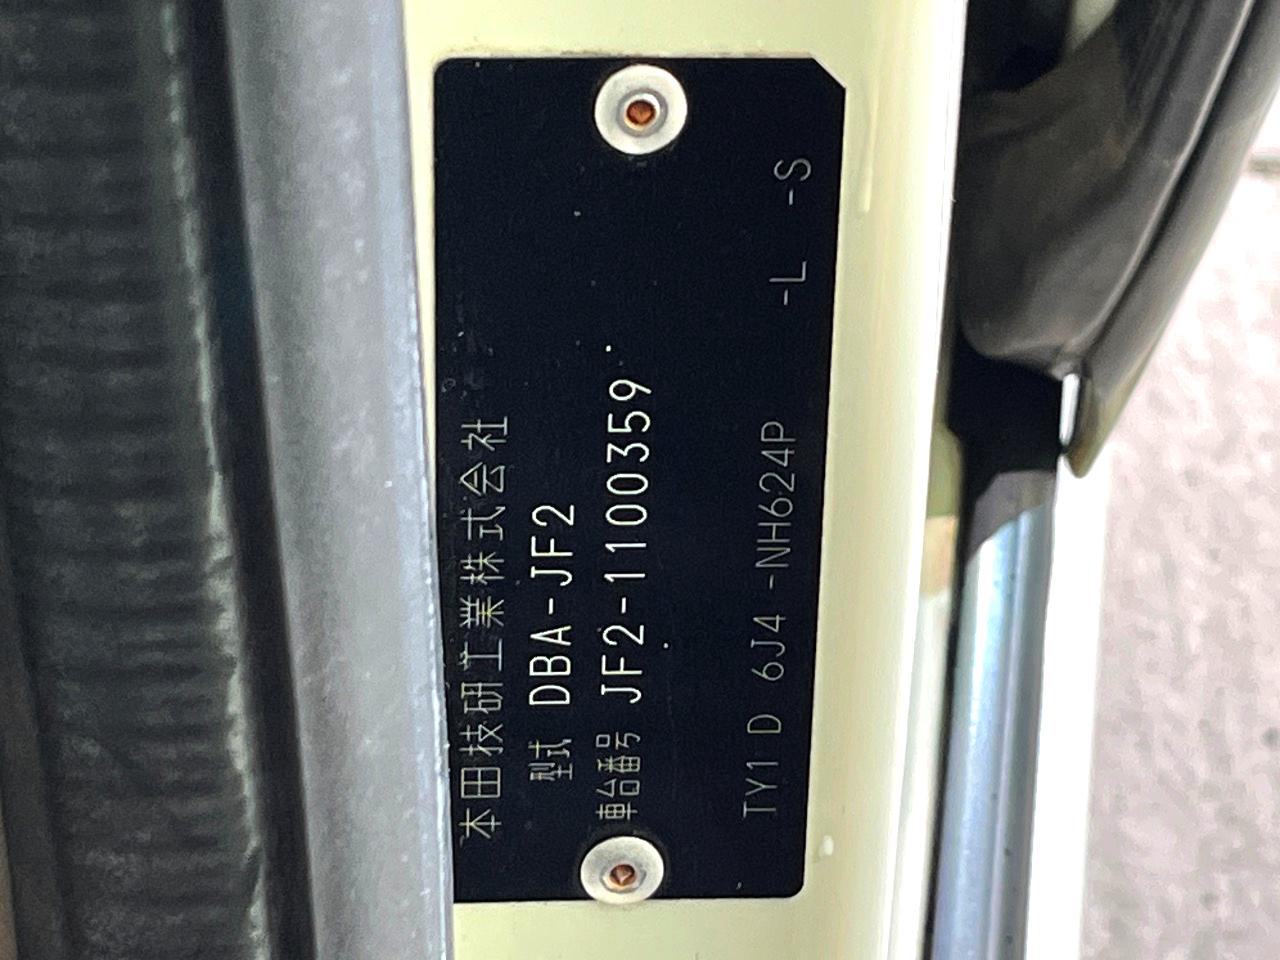 本田技研工業株式会社
型式 DBA-JF2
車台番号 JF2-1100359
TY1 D 6J4 -NH624P -L -S